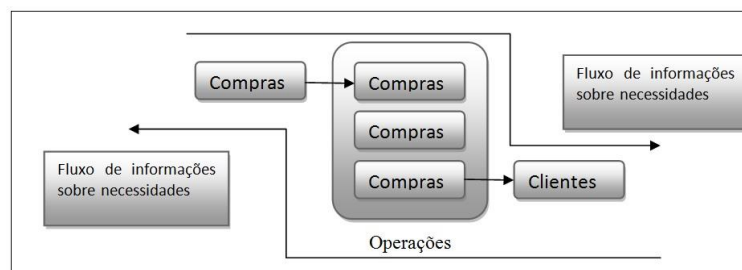 Compras
Compras
Fluxo de informações
sobre necessidades
Compras
Fluxo de informações
sobre necessidades
Compras
Clientes
Operações